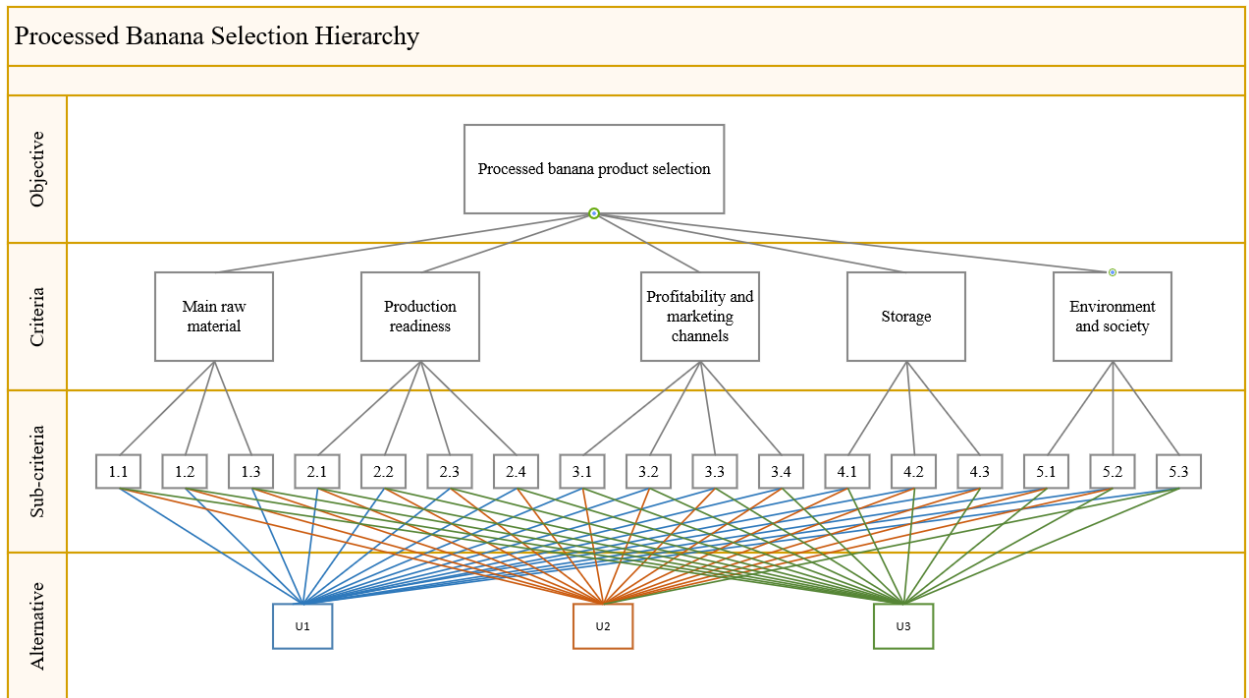 Processed Banana Selection Hierarchy
Objective
Processed banana product selection
Criteria
Main raw
material
Production
readiness
Profitability and
marketing
channels
Storage
Environment
and society
Sub-criteria
1.1
1.2
1.3
2.1
2.2
2.3
2.4
3.1
3.2
3.3
3.4
4.1
4.2
4.3
5.1
5.2
5.3
Alternative
U1
U2
U3